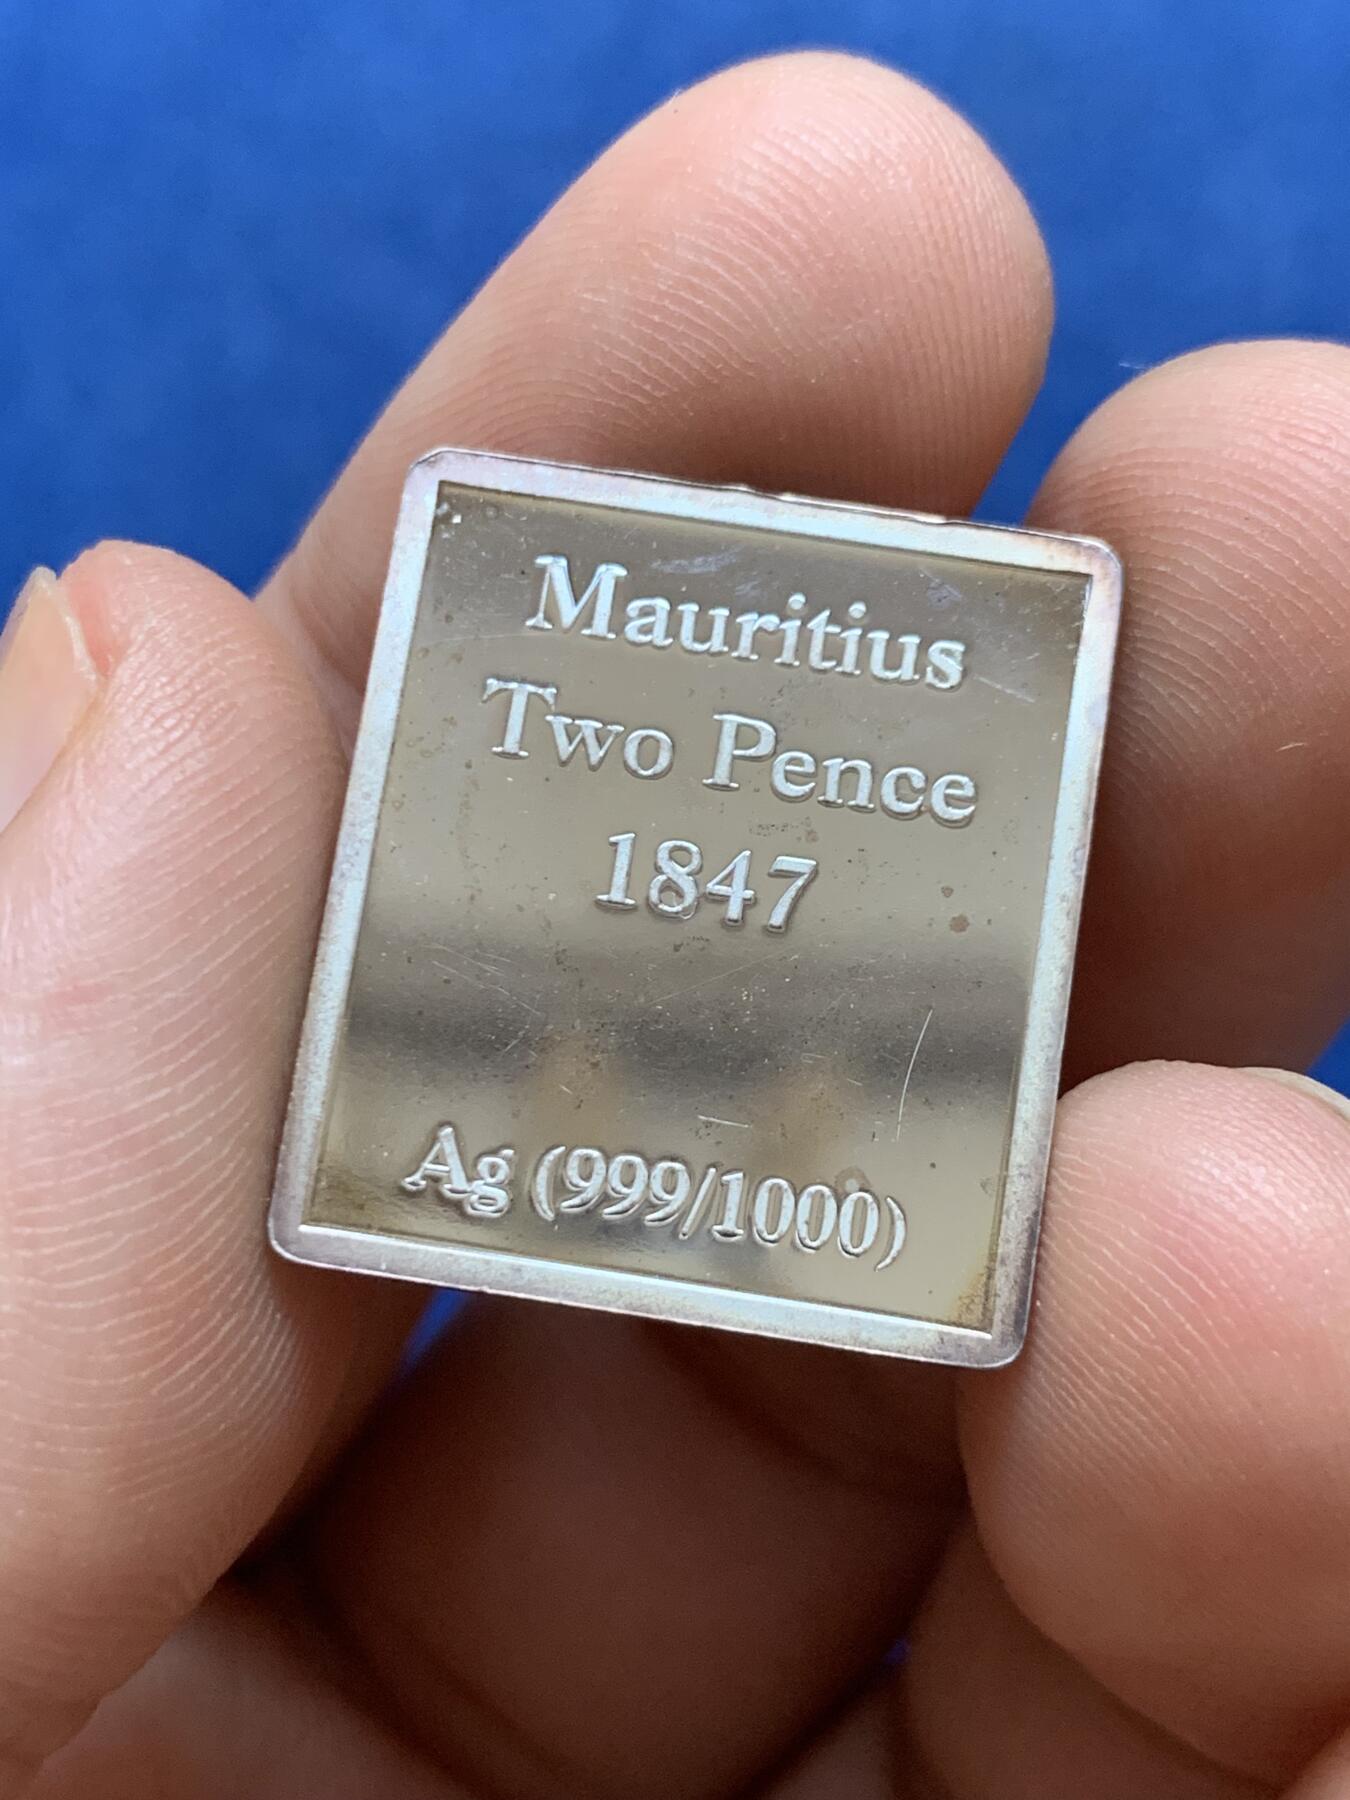 Mauritius
Two Pence
1847
Ag (999/1000)